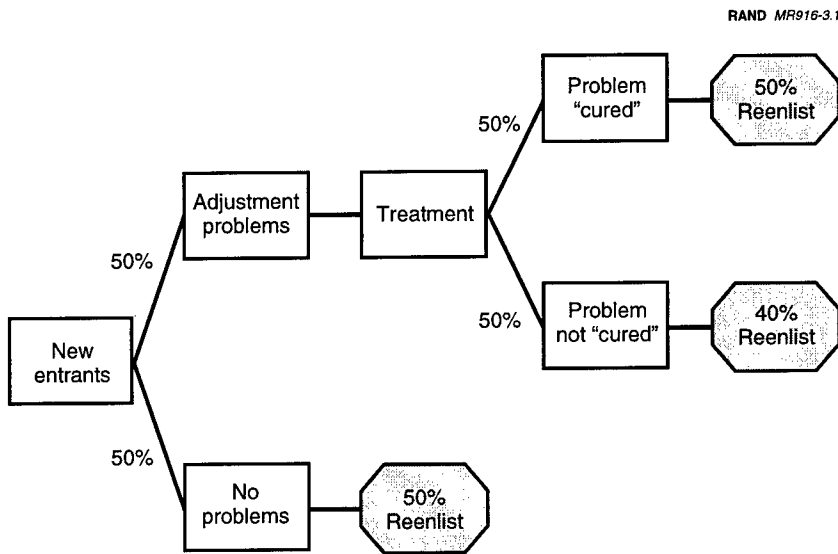 RAND MR916-3.1
Problem
"cured"
50%
Reenlist
50%
Adjustment
problems
Treatment
50%
50%
Problem
not "cured"
40%
Reenlist
New
entrants
50%
No
problems
50%
Reenlist